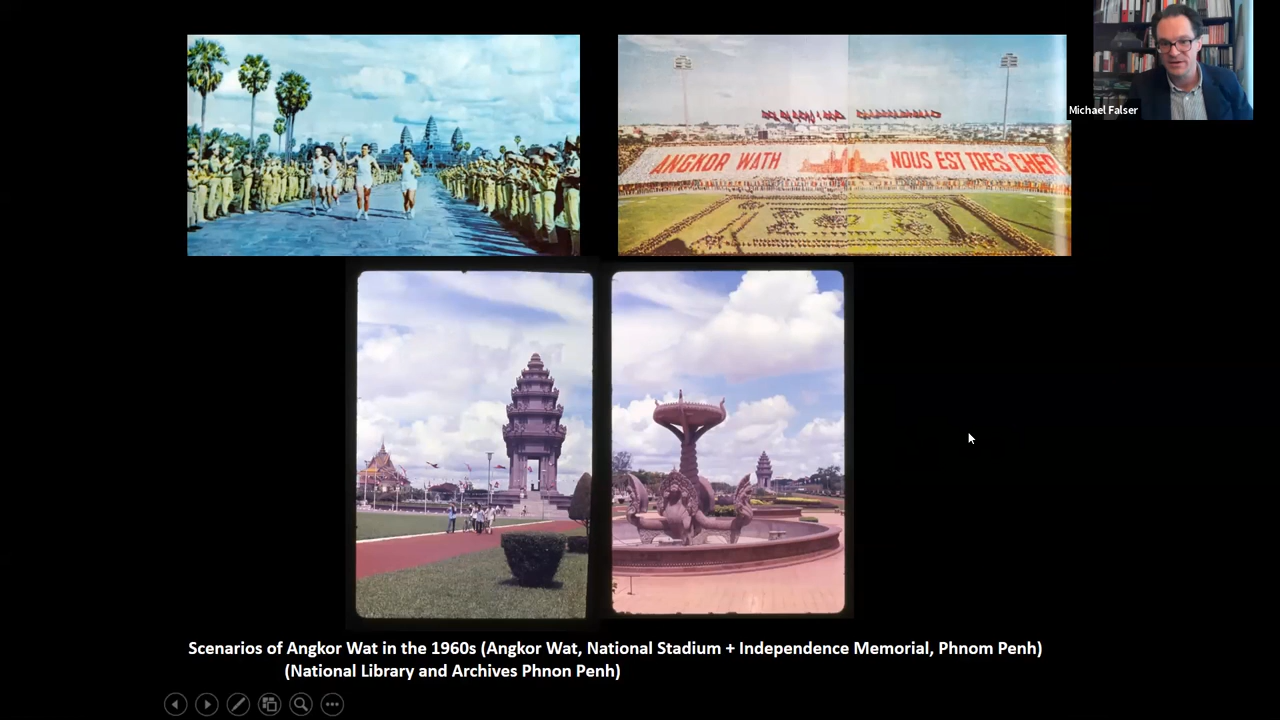 Michael Falser
ANGKOR WATH NOUS EST TRES CHER
Scenarios of Angkor Wat in the 1960s (Angkor Wat, National Stadium + Independence Memorial, Phnom Penh)
(National Library and Archives Phnon Penh)